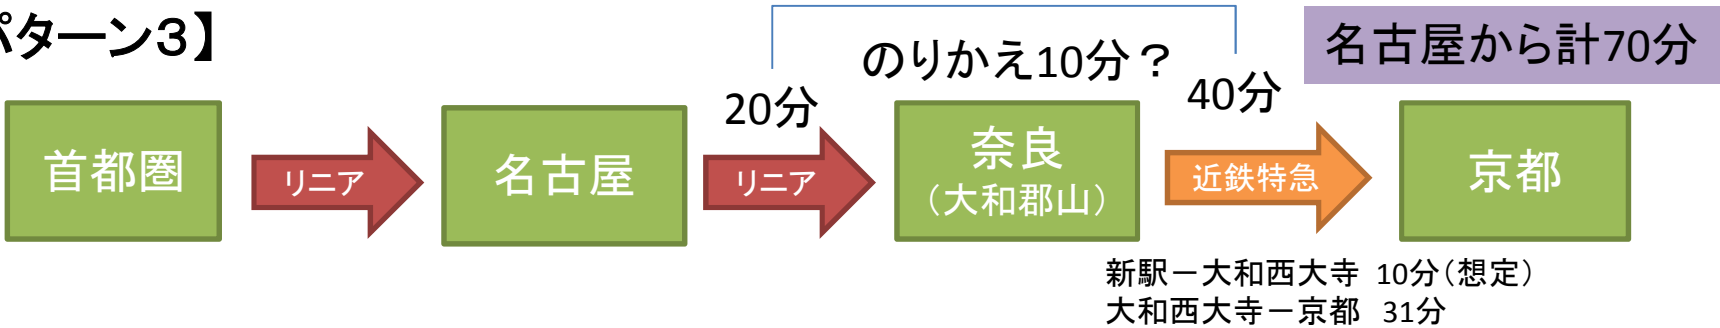 パターン3】
のりかえ10分？
名古屋から計70分
20分
40分
首都圏
リニア
名古屋
リニア
奈良
（大和郡山）
近鉄特急
京都
新駅－大和西大寺 10分（想定）
大和西大寺－京都 31分